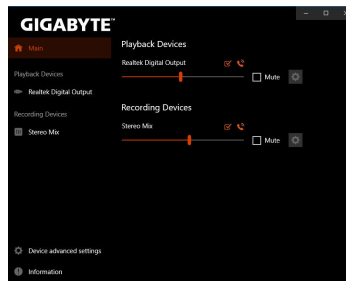 GIGABYTE™
Main
Playback Devices
Realtek Digital Output
Recording Devices
Stereo Mix
Device advanced settings
Information
Playback Devices
Realtek Digital Output
Mute
Recording Devices
Stereo Mix
Mute